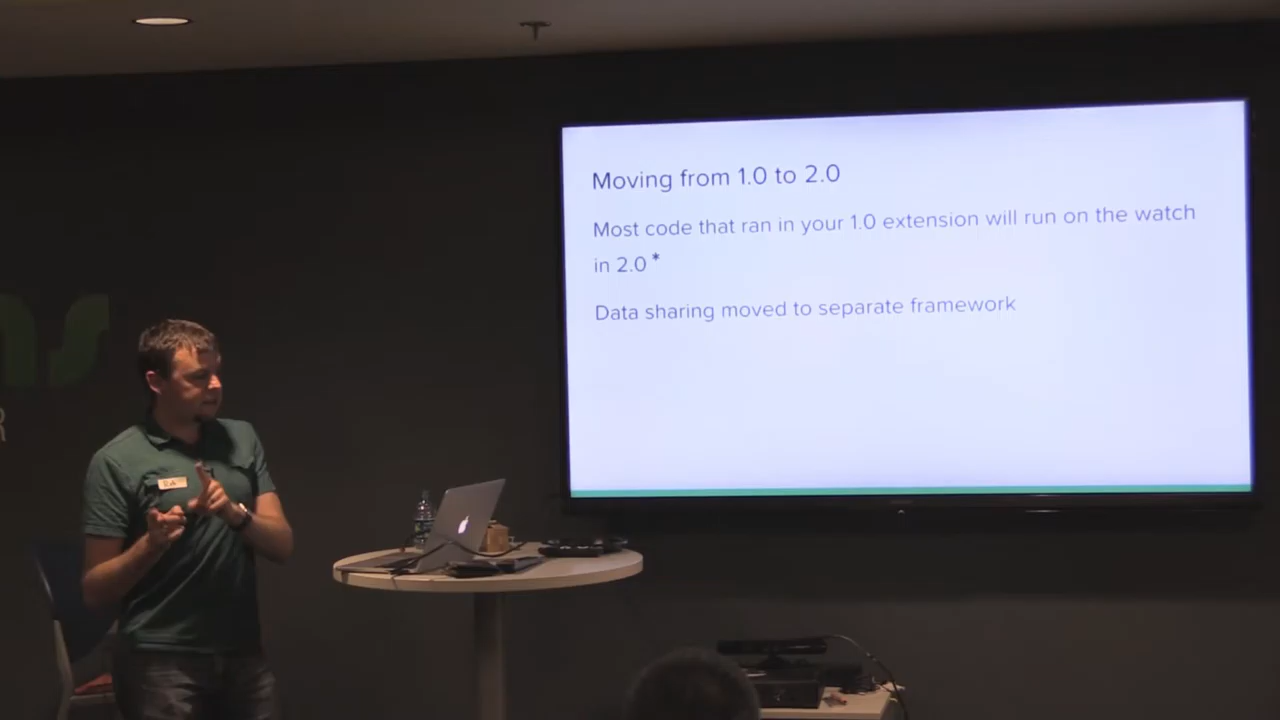 Moving from 1.0 to 2.0
Most code that ran in your 1.0 extension will run on the watch
in 2.0 *
Data sharing moved to separate framework